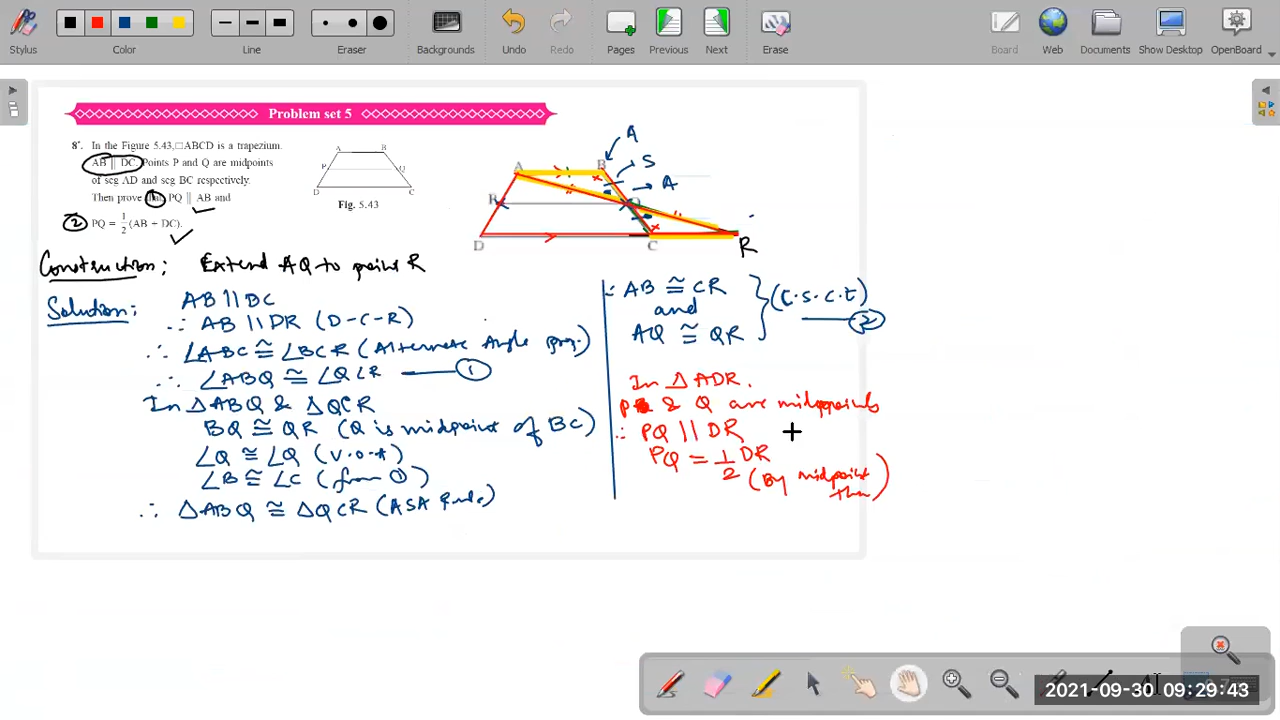 Stylus
Color
Line
Eraser
Backgrounds
Undo
Redo
Pages
Previous
Next
Erase
Board
Web
Documents
Show Desktop
OpenBoard
Problem set 5
8*. In the Figure 5.43, □ABCD is a trapezium.
AB || DC. Points P and Q are midpoints
of seg AD and seg BC respectively.
Then prove that, PQ || AB and
② PQ = 1/2 (AB + DC).
A B
P Q
D C
Fig. 5.43
A
S
A
A B
D C
R
Construction: Extend AQ to point R
Solution:
AB || BC
∴ AB || DR (D-C-R)
∴ ∠ABC ≅ ∠BCR (Alternate Angle prop.)
∴ ∠ABQ ≅ ∠QCR —— ①
In △ABQ & △QCR
BQ ≅ QR (Q is midpoint of BC)
∠Q ≅ ∠Q (V.O.A)
∠B ≅ ∠C (from ①)
∴ △ABQ ≅ △QCR (ASA Rule)
∴ AB ≅ CR
and
AQ ≅ QR
(C.S.C.T)
—— ②
In △ADR.
P & Q are midppoints
∴ PQ || DR
PQ = 1/2 DR
(By midpoint
thm)
2021-09-30 09:29:43